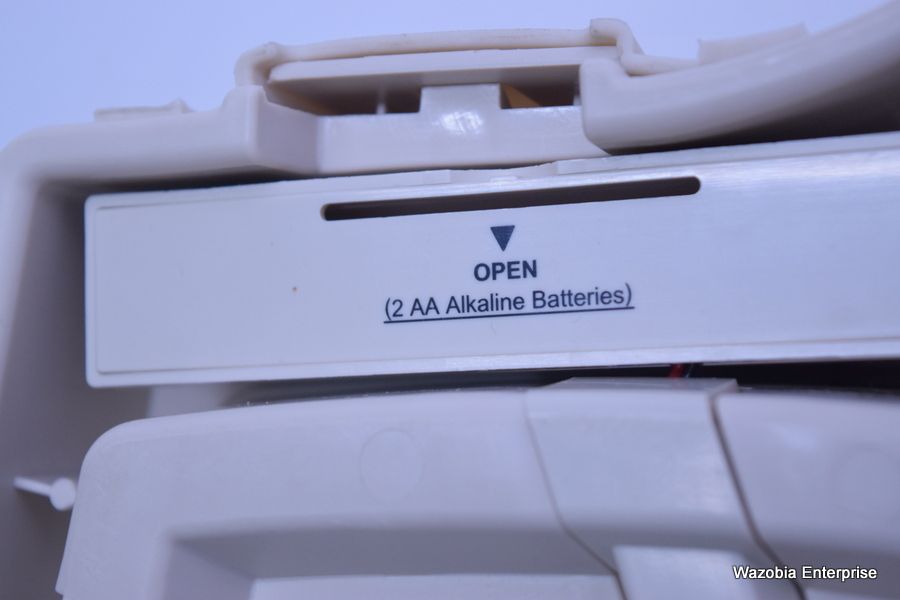 OPEN
(2 AA Alkaline Batteries)
Wazobia Enterprise